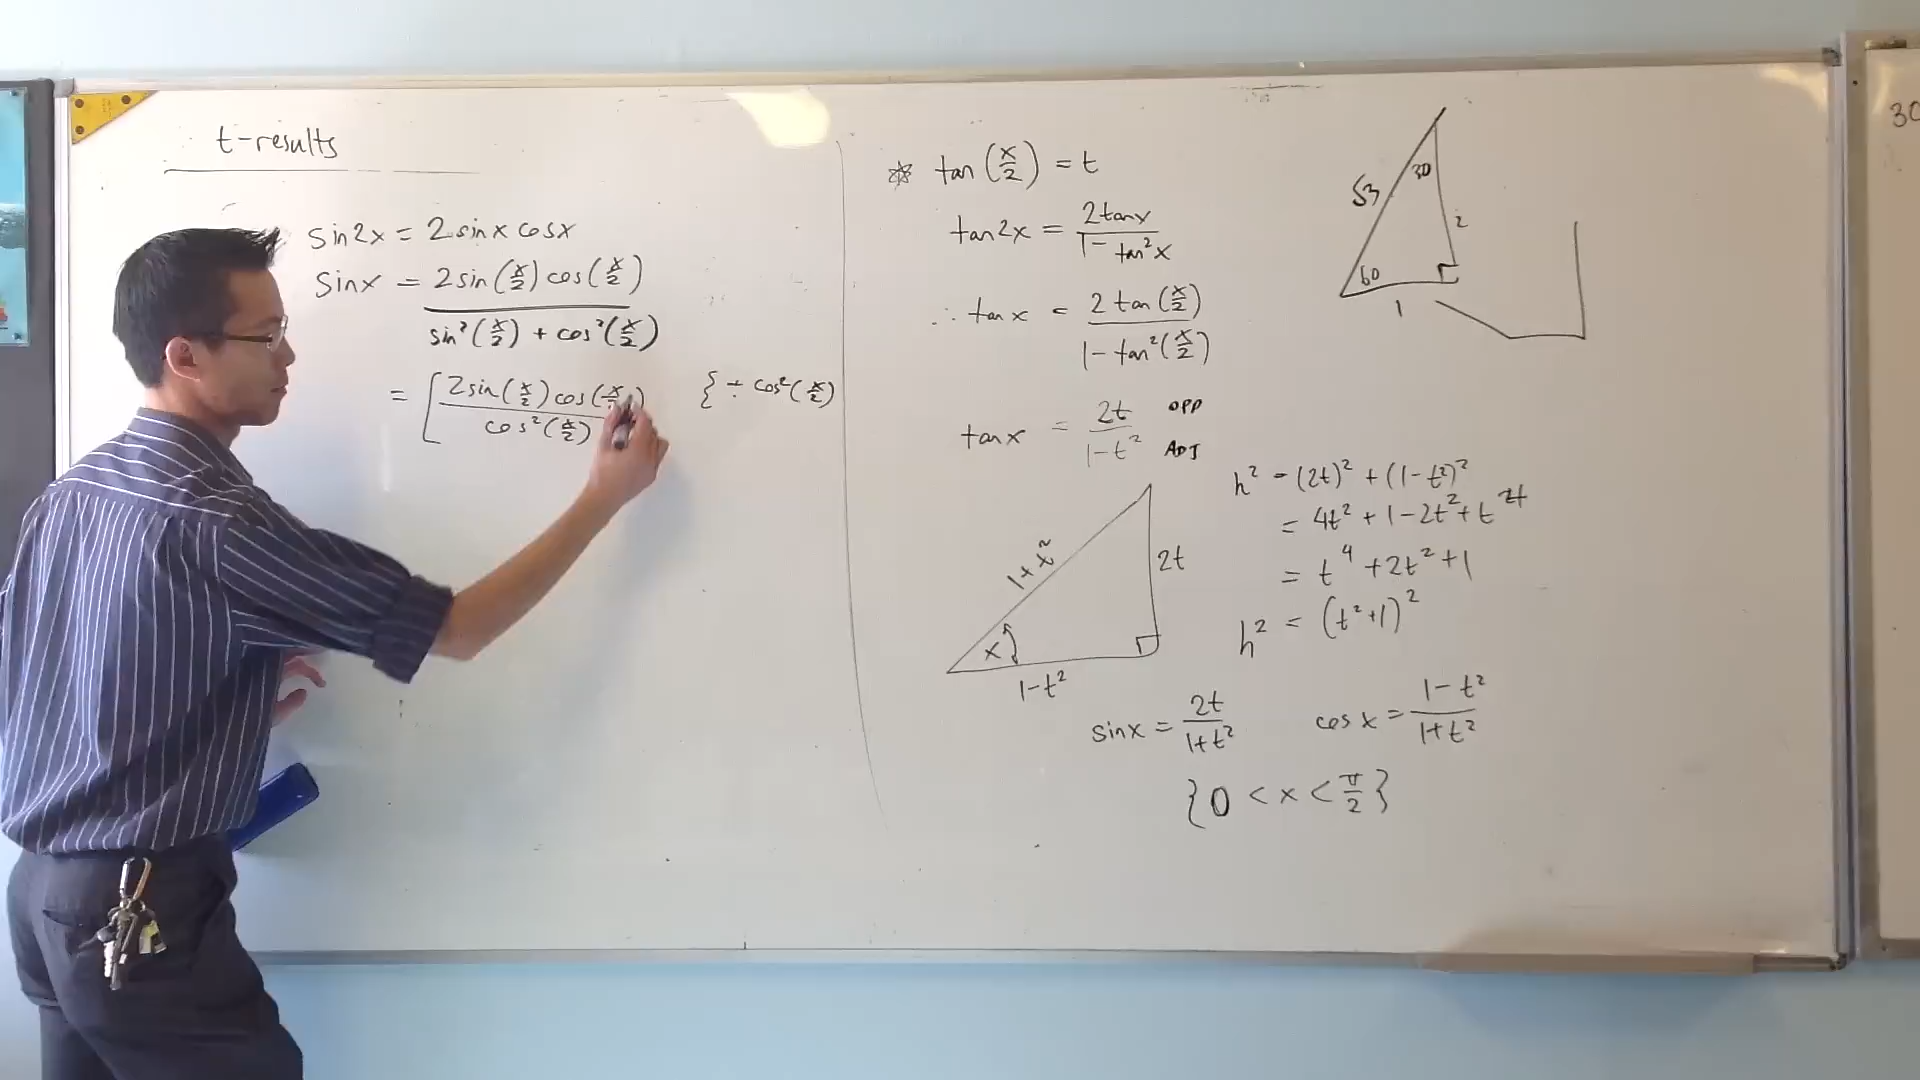 t-results
sin2x = 2 sinx cosx
sinx = 2sin(x/2) cos(x/2)
sin²(x/2) + cos²(x/2)
= [2sin(x/2) cos(x/2) { ÷ cos²(x/2)
cos²(x/2)
* tan(x/2) = t
tan2x = 2tanx
1 - tan²x
∴ tanx = 2 tan(x/2)
1 - tan²(x/2)
tanx = 2t OPP
1-t² ADJ
1+t²
2t
x
1-t²
h² = (2t)² + (1-t²)²
= 4t² + 1 - 2t² + t⁴
= t⁴ + 2t² + 1
h² = (t²+1)²
sinx = 2t/1+t² cosx = 1-t²/1+t²
{0 < x < π/2}
30
√3
2
60
1
30